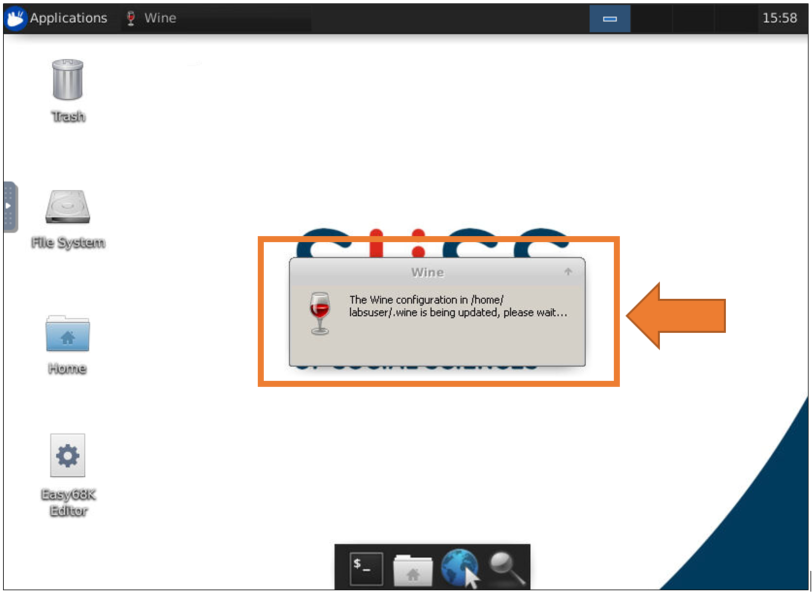 Applications
Wine
15:58
Trash
File System
Wine
The Wine configuration in /home/
labsuser/.wine is being updated, please wait...
Home
Easy68K
Editor
$_